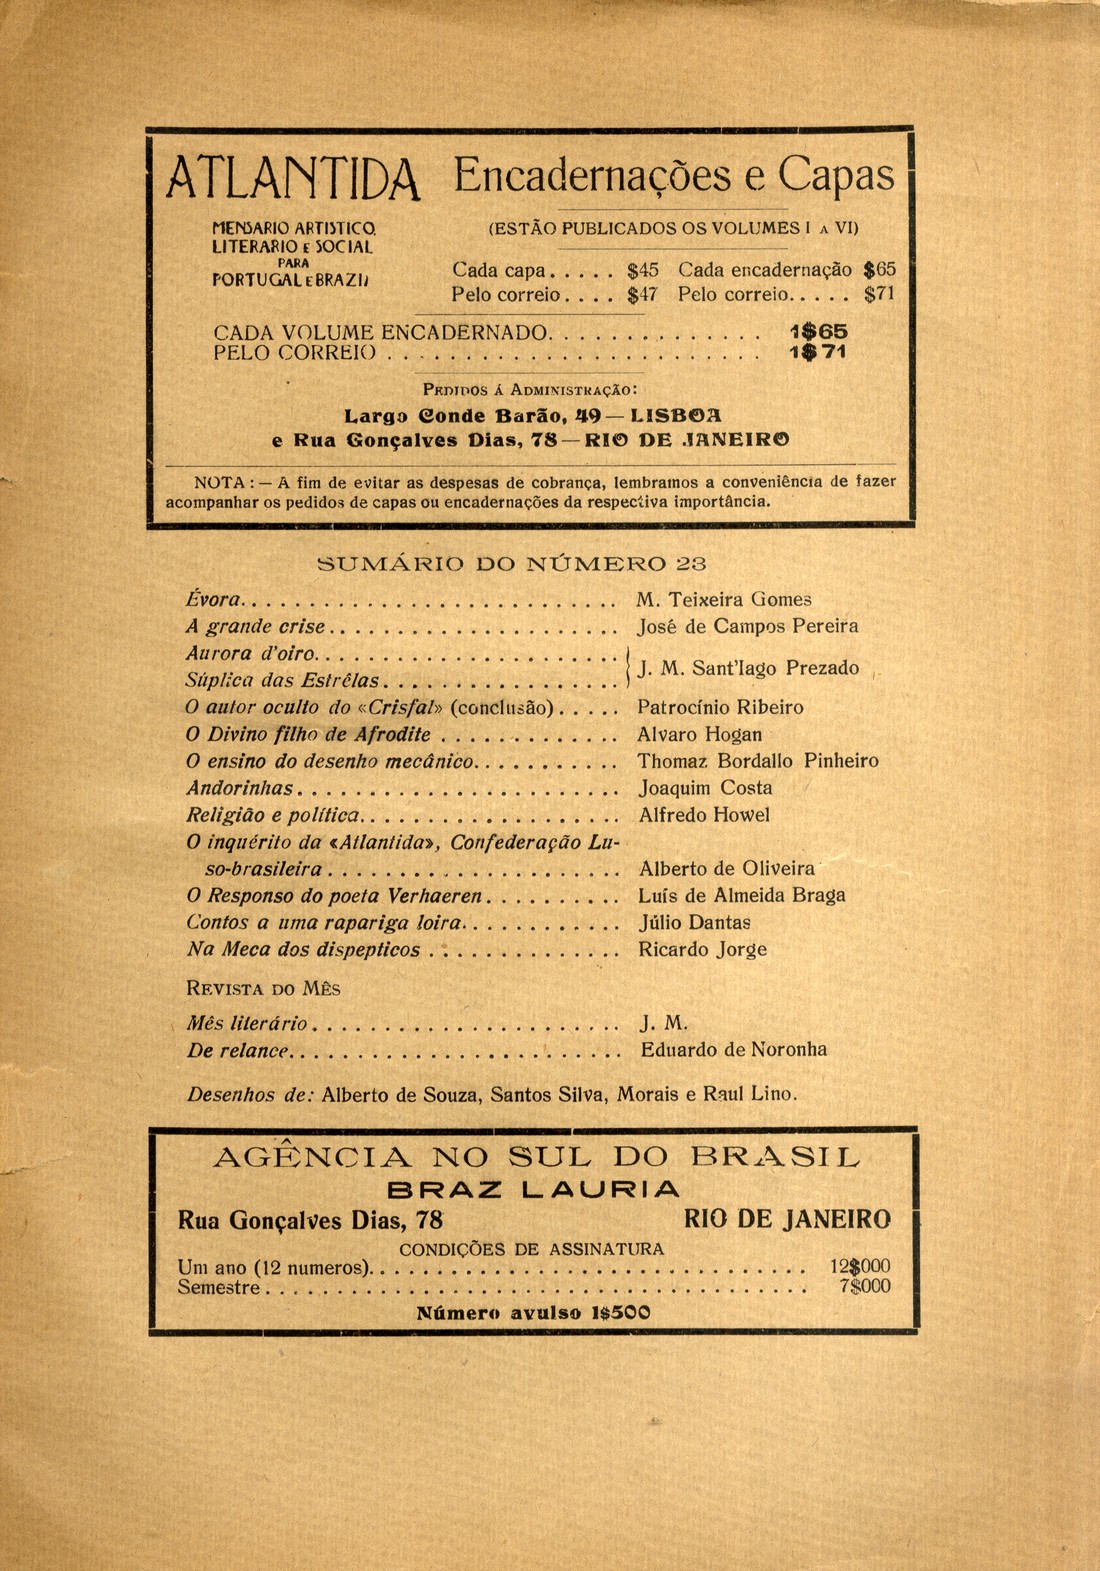 ATLANTIDA Encadernações e Capas
MENSARIO ARTISTICO,
LITERARIO E SOCIAL
PARA
PORTUGAL E BRAZIL
(ESTÃO PUBLICADOS OS VOLUMES I A VI)
Cada capa..... $45 Cada encadernação $65
Pelo correio.... $47 Pelo correio..... $71
CADA VOLUME ENCADERNADO.............. 1$65
PELO CORREIO ........................ 1$71
PEDIDOS Á ADMINISTRAÇÃO:
Largo Conde Barão, 49—LISBOA
e Rua Gonçalves Dias, 78—RIO DE JANEIRO
NOTA: — A fim de evitar as despesas de cobrança, lembramos a conveniência de fazer
acompanhar os pedidos de capas ou encadernações da respectiva importância.
SUMÁRIO DO NÚMERO 23
Évora............................ M. Teixeira Gomes
A grande crise...................... José de Campos Pereira
Aurora d'oiro.......................
Súplica das Estrêlas.................. } J. M. Sant'Iago Prezado
O autor oculto do «Crisfal» (conclusão)..... Patrocínio Ribeiro
O Divino filho de Afrodite .............. Alvaro Hogan
O ensino do desenho mecânico........... Thomaz Bordallo Pinheiro
Andorinhas........................ Joaquim Costa
Religião e política.................... Alfredo Howel
O inquérito da «Atlantida», Confederação Lu-
so-brasileira...................... Alberto de Oliveira
O Responso do poeta Verhaeren.......... Luís de Almeida Braga
Contos a uma rapariga loira............ Júlio Dantas
Na Meca dos dispepticos ............... Ricardo Jorge
REVISTA DO MÊS
Mês literário....................... J. M.
De relance......................... Eduardo de Noronha
Desenhos de: Alberto de Souza, Santos Silva, Morais e Raul Lino.
AGÊNCIA NO SUL DO BRASIL
BRAZ LAURIA
Rua Gonçalves Dias, 78 RIO DE JANEIRO
CONDIÇÕES DE ASSINATURA
Um ano (12 numeros)................................ 12$000
Semestre....................................... 7$000
Número avulso 1$500